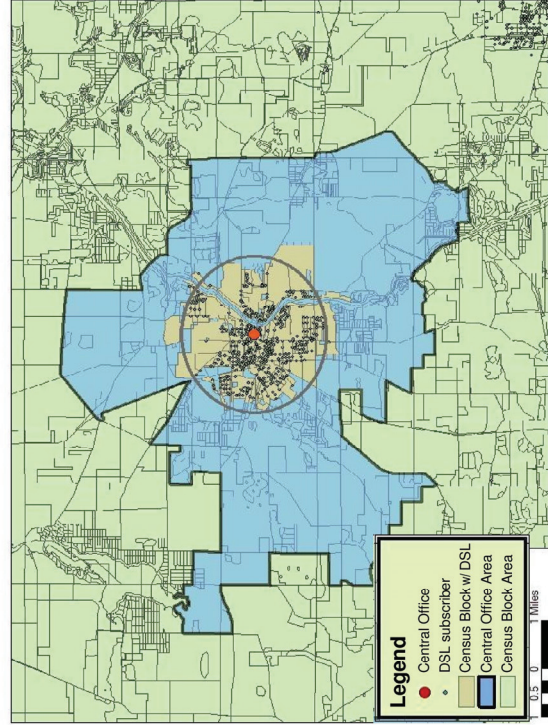 Legend
Central Office
DSL subscriber
Census Block w/ DSL
Central Office Area
Census Block Area
0.5 0 1 Miles